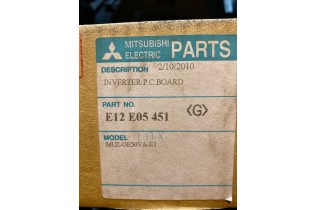 MITSUBISHI ELECTRIC PARTS
DESCRIPTION 2/10/2010
INVERTER P.C.BOARD
PART NO.
E12 E05 451 <G>
MODEL
MUZ-GE50VA-E1